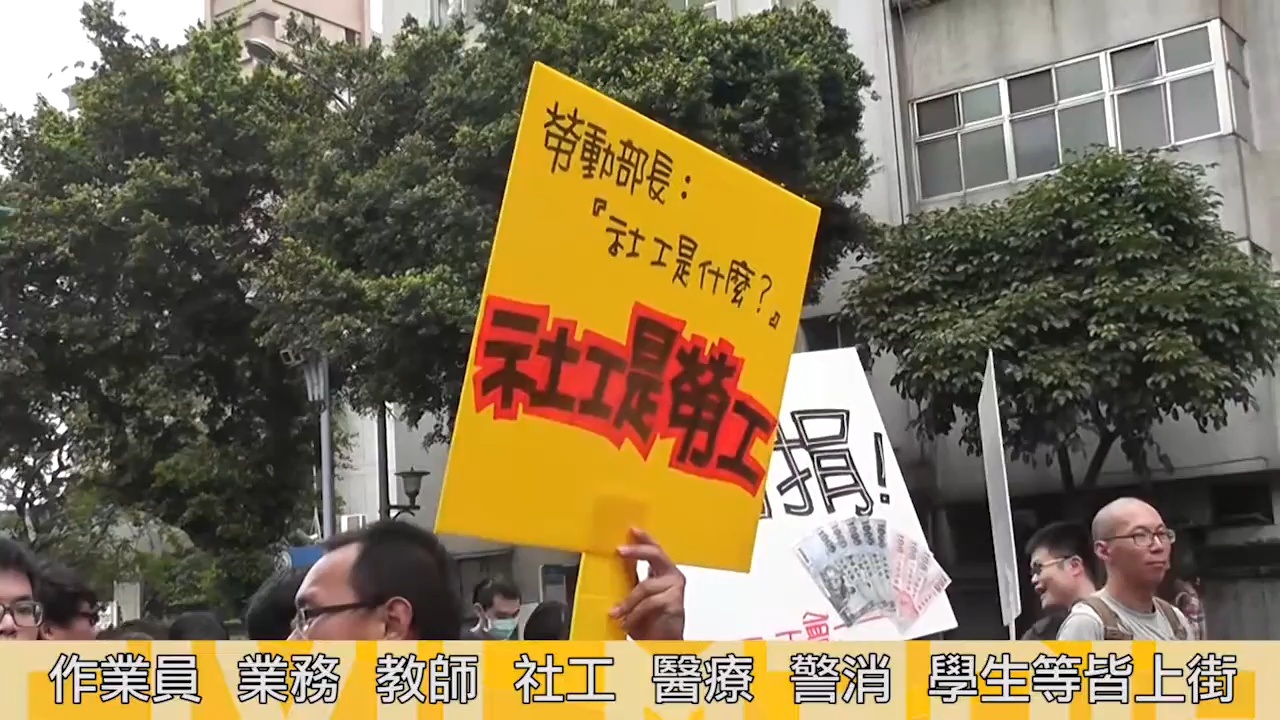 勞動部長：
『社工是什麼？』
社工是勞工
捐！
作業員 業務 教師 社工 醫療 警消 學生等皆上街